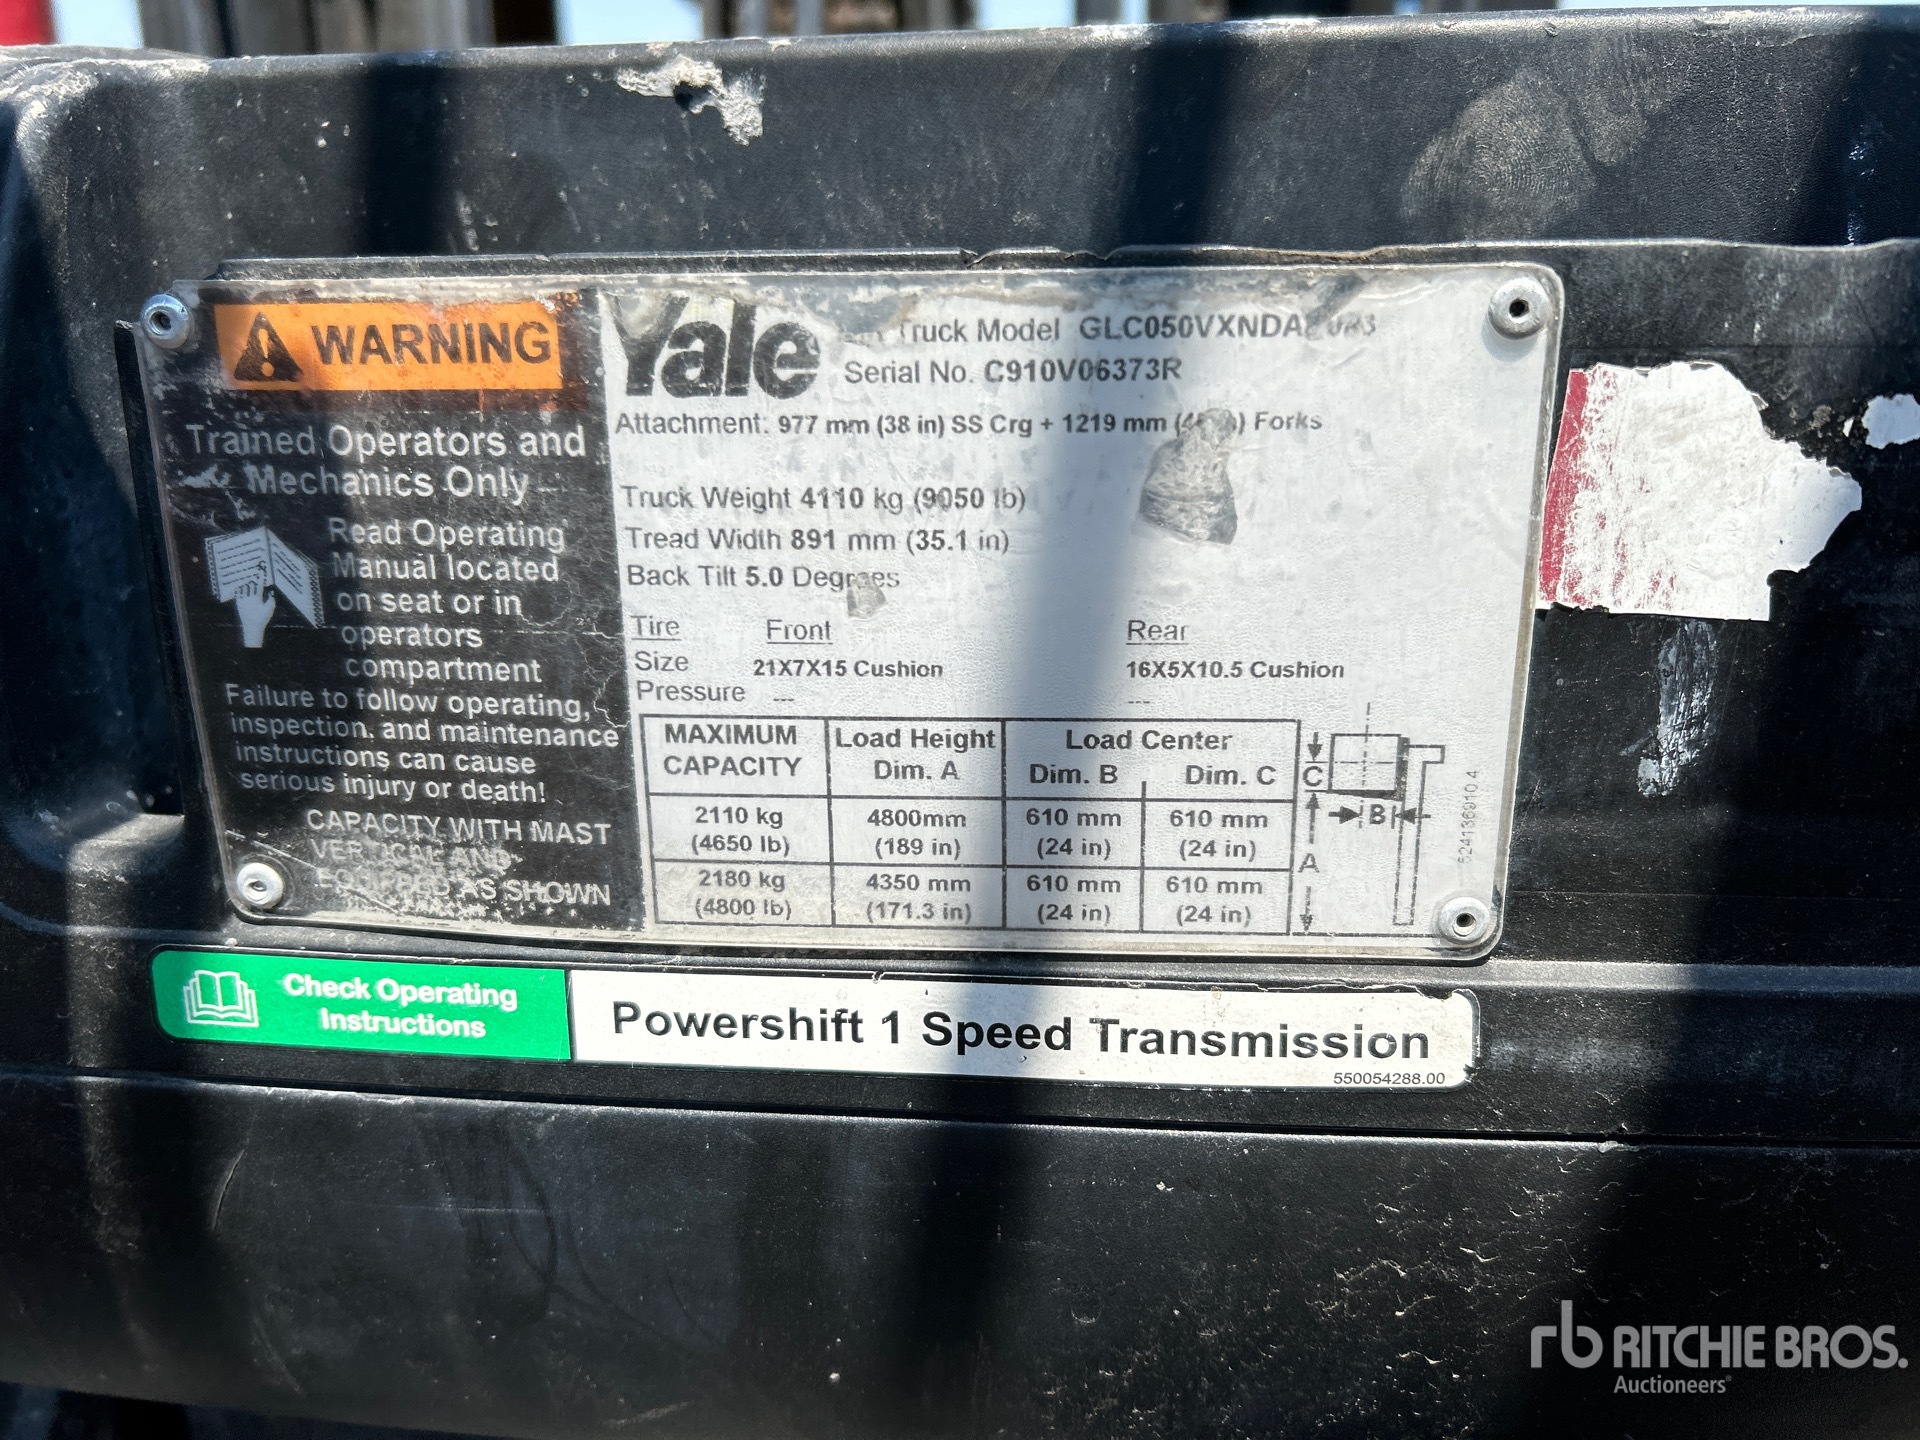 WARNING
Trained Operators and
Mechanics Only
Read Operating
Manual located
on seat or in
operators
compartment
Failure to follow operating,
inspection, and maintenance
instructions can cause
serious injury or death!
CAPACITY WITH MAST
VERTICAL AND
EQUIPPED AS SHOWN
Yale
Truck Model
Serial No. C910V06373R
Attachment: 977 mm (38 in) SS Crg + 1219 mm Forks
Truck Weight 4110 kg (9050 lb)
Tread Width 891 mm (35.1 in)
Back Tilt 5.0 Degrees
Tire Front Rear
Size 21X7X15 Cushion 16X5X10.5 Cushion
Pressure --- ---
MAXIMUM Load Height Load Center
CAPACITY Dim. A Dim. B Dim. C
2110 kg 4800mm 610 mm 610 mm
(4650 lb) (189 in) (24 in) (24 in)
2180 kg 4350 mm 610 mm 610 mm
(4800 lb) (171.3 in) (24 in) (24 in)
C
B
A
524136910 4
Check Operating
Instructions
Powershift 1 Speed Transmission
550054288.00
rb RITCHIE BROS.
Auctioneers